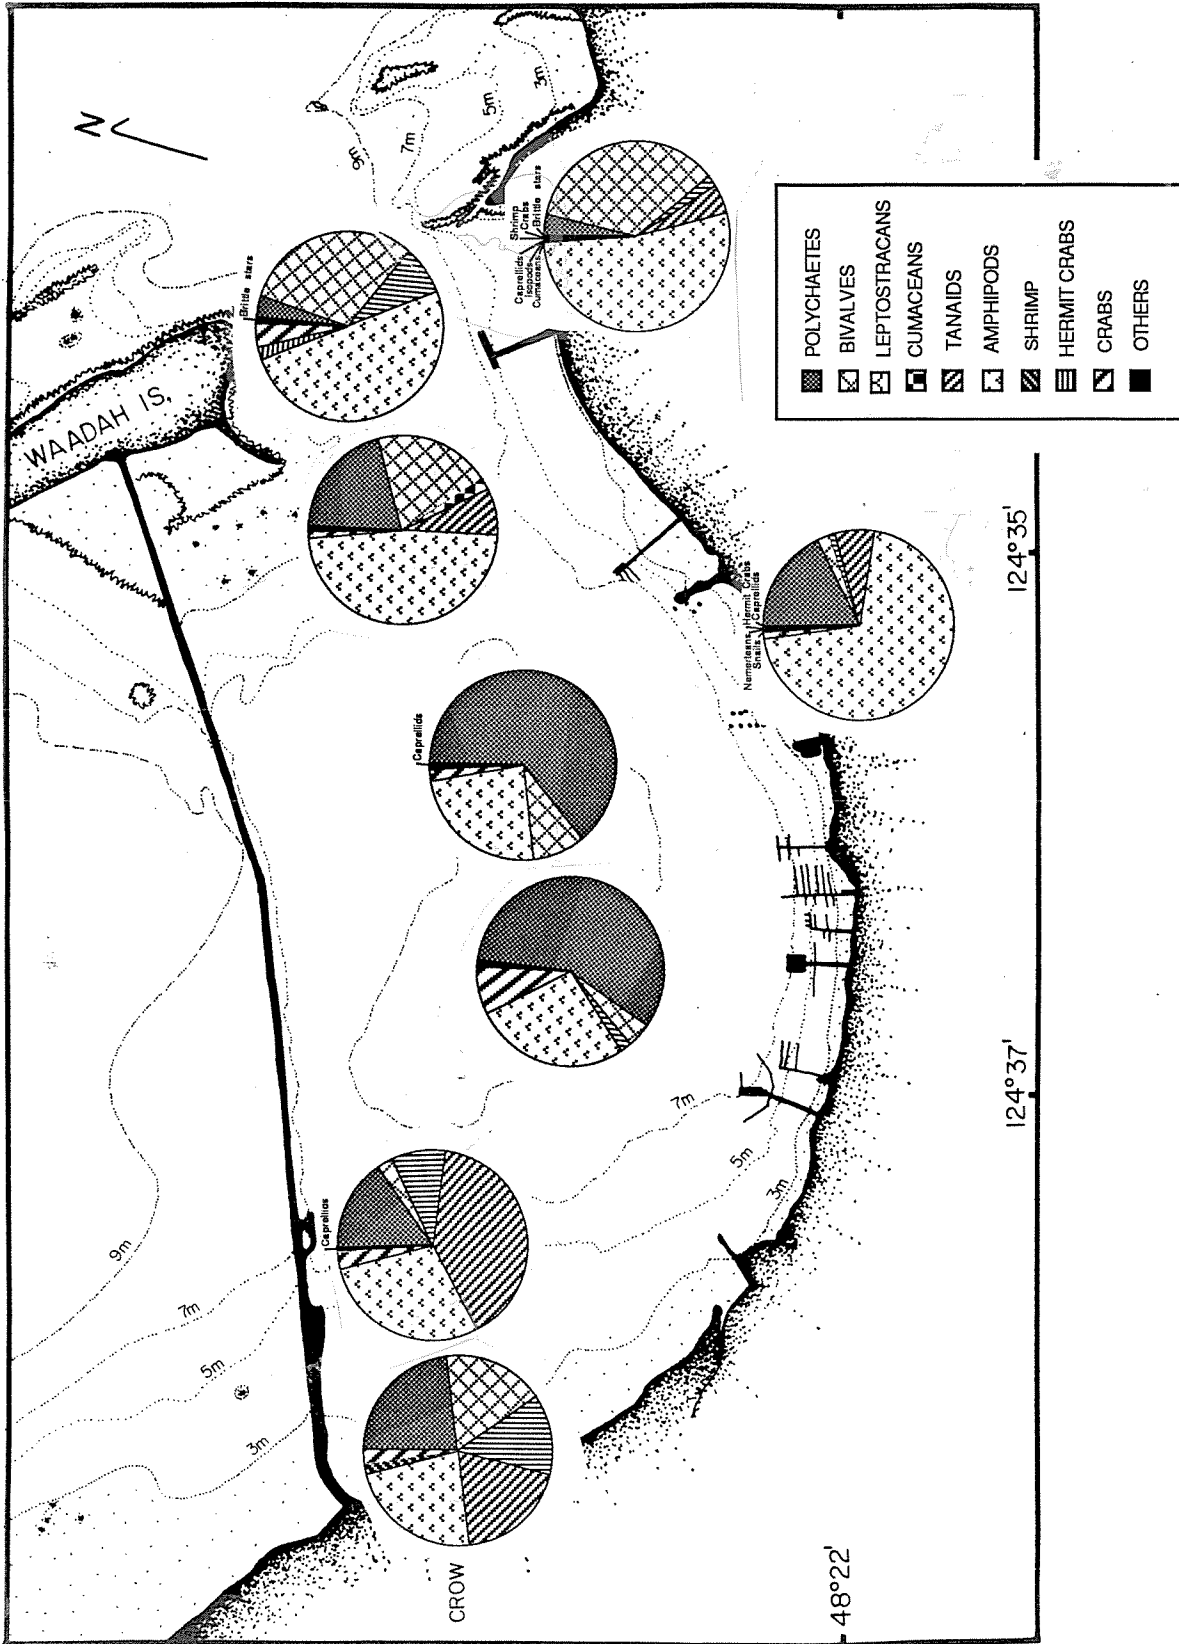 N
WAADAH IS.
9m
7m
5m
3m
Brittle stars
Caprellids
Isopods
Cumaceans
Shrimp
Crabs
Brittle stars
Caprellids
Nemerteans
Snails
Hermit Crabs
Caprellids
Caprellids
9m
7m
5m
3m
7m
5m
3m
CROW
POLYCHAETES
BIVALVES
LEPTOSTRACANS
CUMACEANS
TANAIDS
AMPHIPODS
SHRIMP
HERMIT CRABS
CRABS
OTHERS
124°35'
124°37'
48°22'